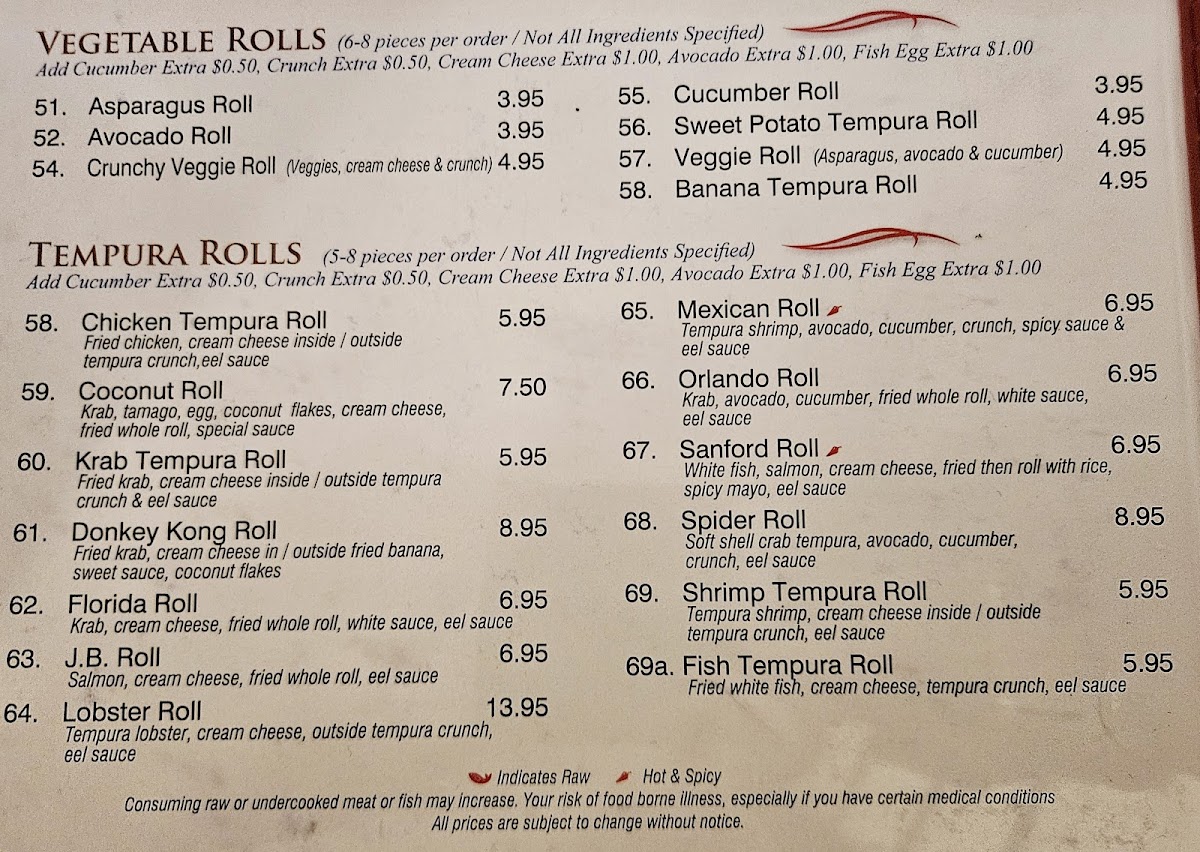 VEGETABLE ROLLS (6-8 pieces per order / Not All Ingredients Specified)
Add Cucumber Extra $0.50, Crunch Extra $0.50, Cream Cheese Extra $1.00, Avocado Extra $1.00, Fish Egg Extra $1.00
51. Asparagus Roll 3.95
52. Avocado Roll 3.95
54. Crunchy Veggie Roll (Veggies, cream cheese & crunch) 4.95
55. Cucumber Roll 3.95
56. Sweet Potato Tempura Roll 4.95
57. Veggie Roll (Asparagus, avocado & cucumber) 4.95
58. Banana Tempura Roll 4.95
TEMPURA ROLLS (5-8 pieces per order / Not All Ingredients Specified)
Add Cucumber Extra $0.50, Crunch Extra $0.50, Cream Cheese Extra $1.00, Avocado Extra $1.00, Fish Egg Extra $1.00
58. Chicken Tempura Roll 5.95
Fried chicken, cream cheese inside / outside
tempura crunch,eel sauce
59. Coconut Roll 7.50
Krab, tamago, egg, coconut flakes, cream cheese,
fried whole roll, special sauce
60. Krab Tempura Roll 5.95
Fried krab, cream cheese inside / outside tempura
crunch & eel sauce
61. Donkey Kong Roll 8.95
Fried krab, cream cheese in / outside fried banana,
sweet sauce, coconut flakes
62. Florida Roll 6.95
Krab, cream cheese, fried whole roll, white sauce, eel sauce
63. J.B. Roll 6.95
Salmon, cream cheese, fried whole roll, eel sauce
64. Lobster Roll 13.95
Tempura lobster, cream cheese, outside tempura crunch,
eel sauce
65. Mexican Roll 6.95
Tempura shrimp, avocado, cucumber, crunch, spicy sauce &
eel sauce
66. Orlando Roll 6.95
Krab, avocado, cucumber, fried whole roll, white sauce,
eel sauce
67. Sanford Roll 6.95
White fish, salmon, cream cheese, fried then roll with rice,
spicy mayo, eel sauce
68. Spider Roll 8.95
Soft shell crab tempura, avocado, cucumber,
crunch, eel sauce
69. Shrimp Tempura Roll 5.95
Tempura shrimp, cream cheese inside / outside
tempura crunch, eel sauce
69a. Fish Tempura Roll 5.95
Fried white fish, cream cheese, tempura crunch, eel sauce
Indicates Raw Hot & Spicy
Consuming raw or undercooked meat or fish may increase. Your risk of food borne illness, especially if you have certain medical conditions
All prices are subject to change without notice.